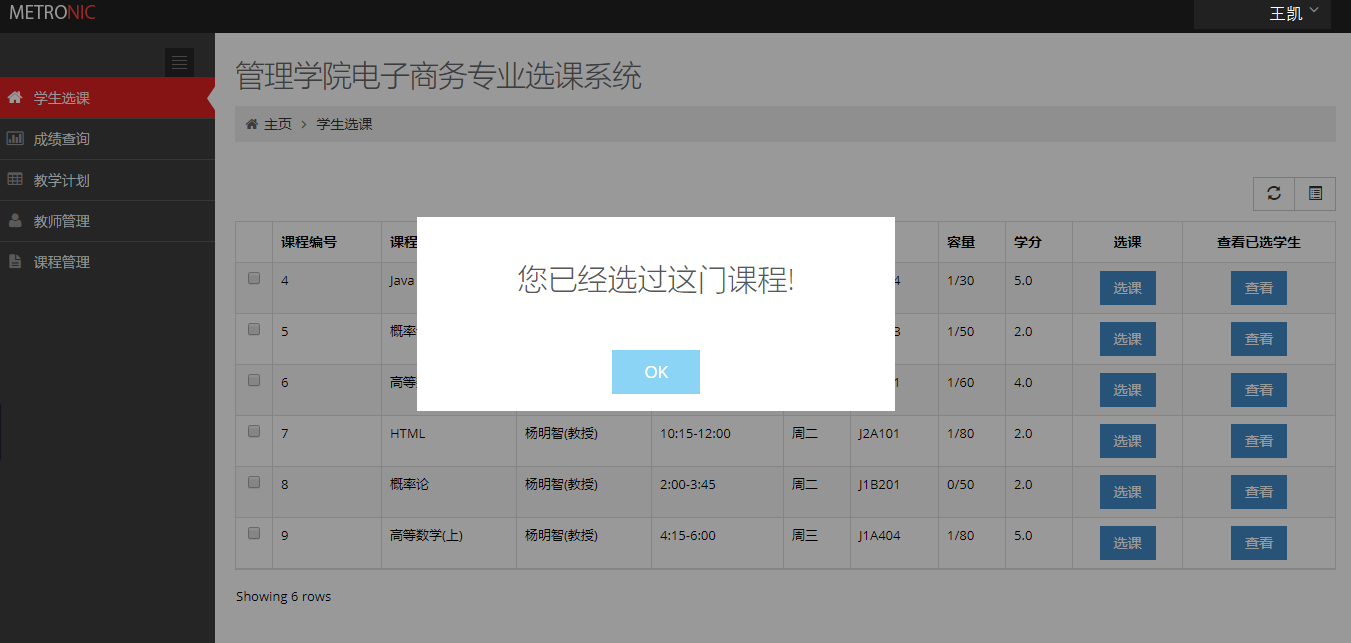 METRONIC 王凯
学生选课
成绩查询
教学计划
教师管理
课程管理
管理学院电子商务专业选课系统
主页 > 学生选课
课程编号 课程 容量 学分 选课 查看已选学生
4 Java 4 1/30 5.0 选课 查看
5 概率 3 1/50 2.0 选课 查看
6 高等 1 1/60 4.0 选课 查看
7 HTML 杨明智(教授) 10:15-12:00 周二 J2A101 1/80 2.0 选课 查看
8 概率论 杨明智(教授) 2:00-3:45 周二 J1B201 0/50 2.0 选课 查看
9 高等数学(上) 杨明智(教授) 4:15-6:00 周三 J1A404 1/80 5.0 选课 查看
Showing 6 rows
您已经选过这门课程!
OK